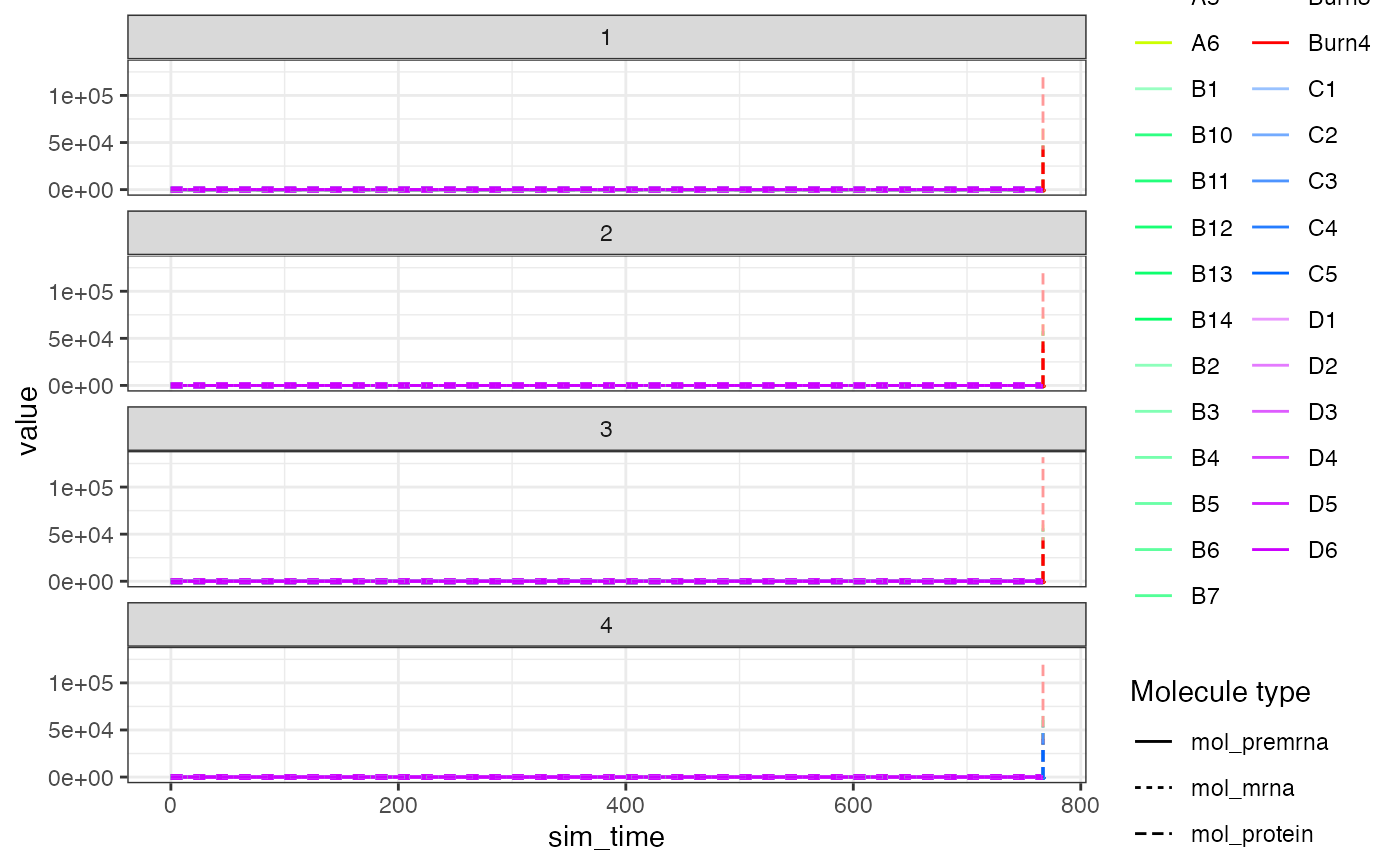 1
1e+05
5e+04
0e+00
2
1e+05
5e+04
0e+00
3
1e+05
5e+04
0e+00
4
1e+05
5e+04
0e+00
0 200 400 600 800
sim_time
value
A6 Burn4
B1 C1
B10 C2
B11 C3
B12 C4
B13 C5
B14 D1
B2 D2
B3 D3
B4 D4
B5 D5
B6 D6
B7
Molecule type
mol_premrna
mol_mrna
mol_protein